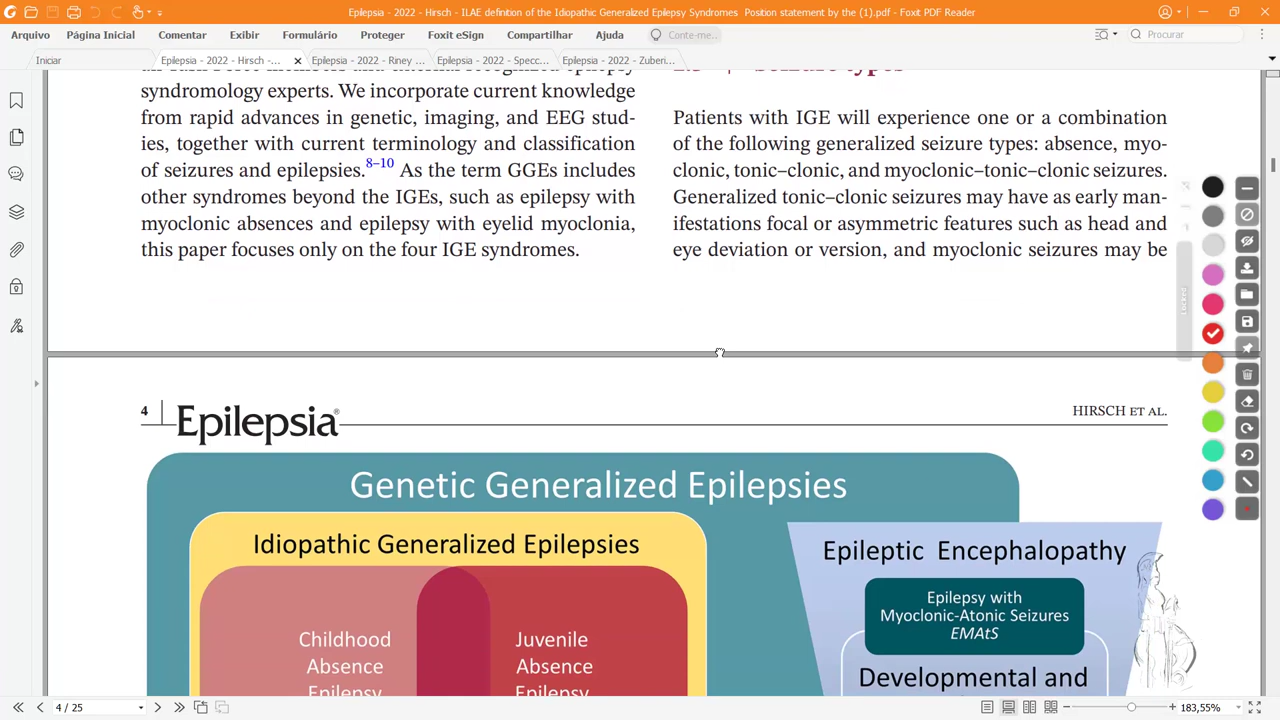 Epilepsia - 2022 - Hirsch - ILAE definition of the Idiopathic Generalized Epilepsy Syndromes Position statement by the (1).pdf - Foxit PDF Reader
Arquivo Página Inicial Comentar Exibir Formulário Proteger Foxit eSign Compartilhar Ajuda Conte-me... Procurar
Iniciar Epilepsia - 2022 - Hirsch -... Epilepsia - 2022 - Riney ... Epilepsia - 2022 - Specc... Epilepsia - 2022 - Zuberi...
syndromology experts. We incorporate current knowledge
from rapid advances in genetic, imaging, and EEG stud-
ies, together with current terminology and classification
of seizures and epilepsies.8–10 As the term GGEs includes
other syndromes beyond the IGEs, such as epilepsy with
myoclonic absences and epilepsy with eyelid myoclonia,
this paper focuses only on the four IGE syndromes.
seizure types
Patients with IGE will experience one or a combination
of the following generalized seizure types: absence, myo-
clonic, tonic–clonic, and myoclonic–tonic–clonic seizures.
Generalized tonic–clonic seizures may have as early man-
ifestations focal or asymmetric features such as head and
eye deviation or version, and myoclonic seizures may be
Locked
4 Epilepsia® HIRSCH ET AL.
Genetic Generalized Epilepsies
Idiopathic Generalized Epilepsies
Childhood
Absence
Epilepsy
Juvenile
Absence
Epilepsy
Epileptic Encephalopathy
Epilepsy with
Myoclonic-Atonic Seizures
EMAtS
Developmental and
4 / 25 183,55%